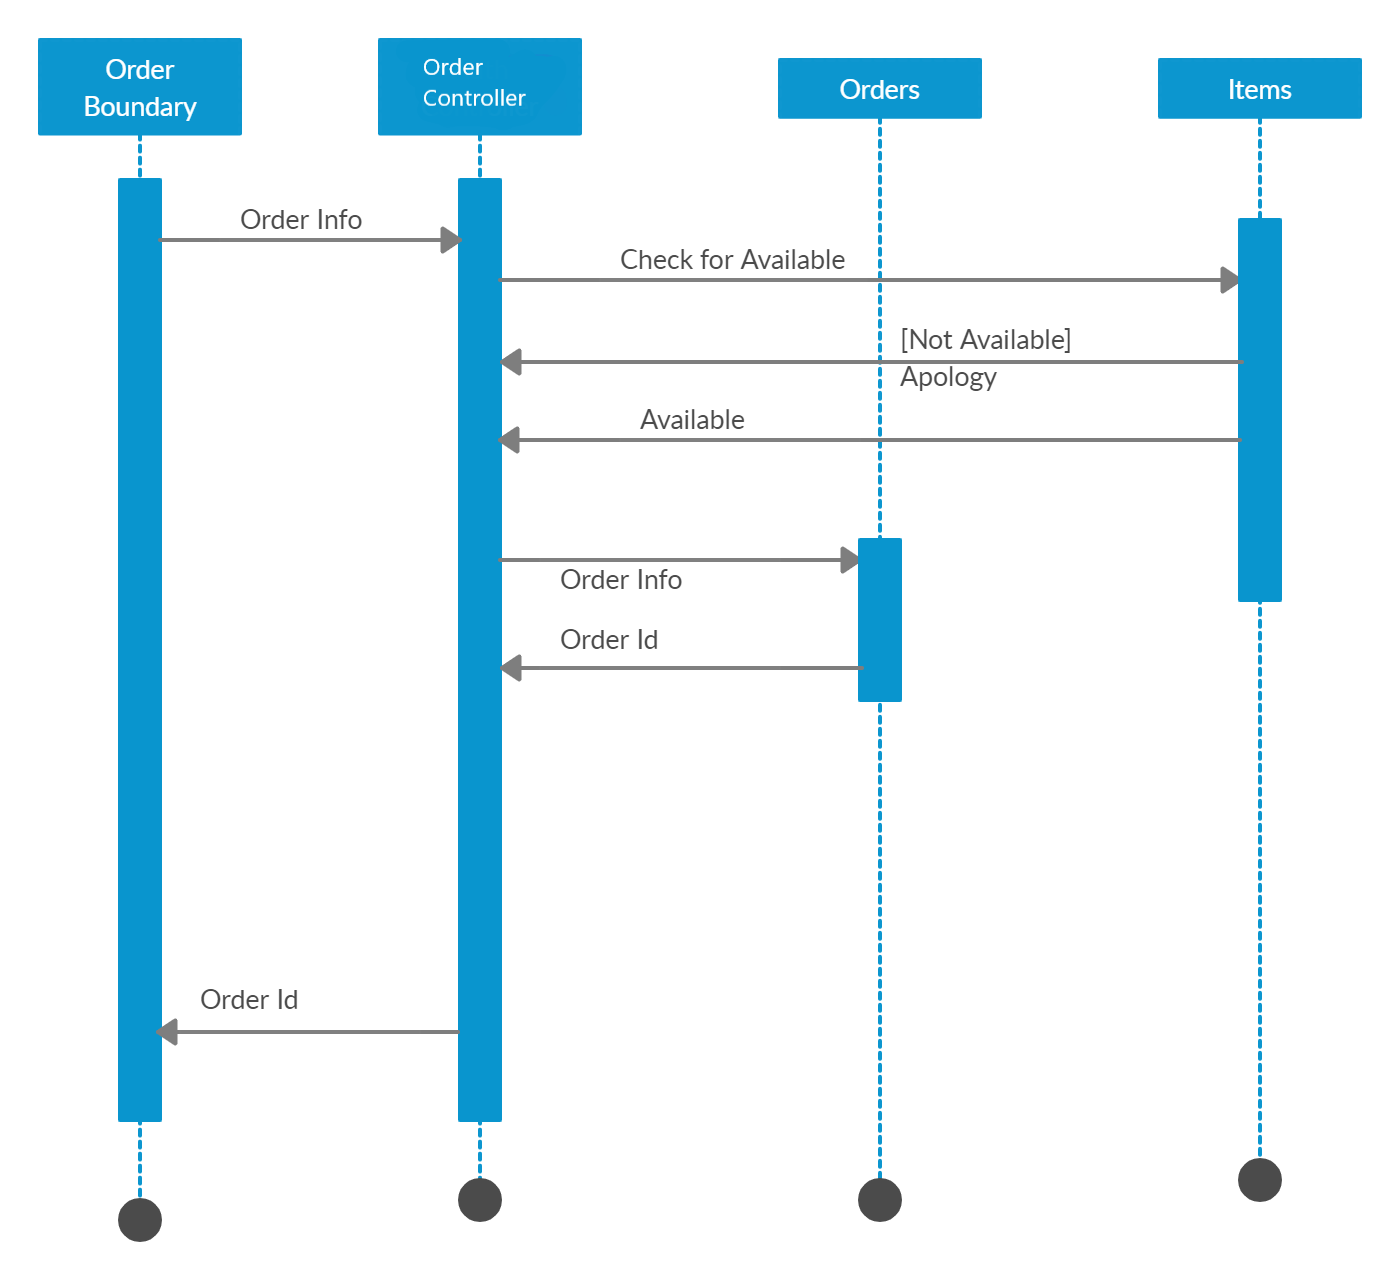 Order
Boundary
Order
Controller
Orders
Items
Order Info
Check for Available
[Not Available]
Apology
Available
Order Info
Order Id
Order Id